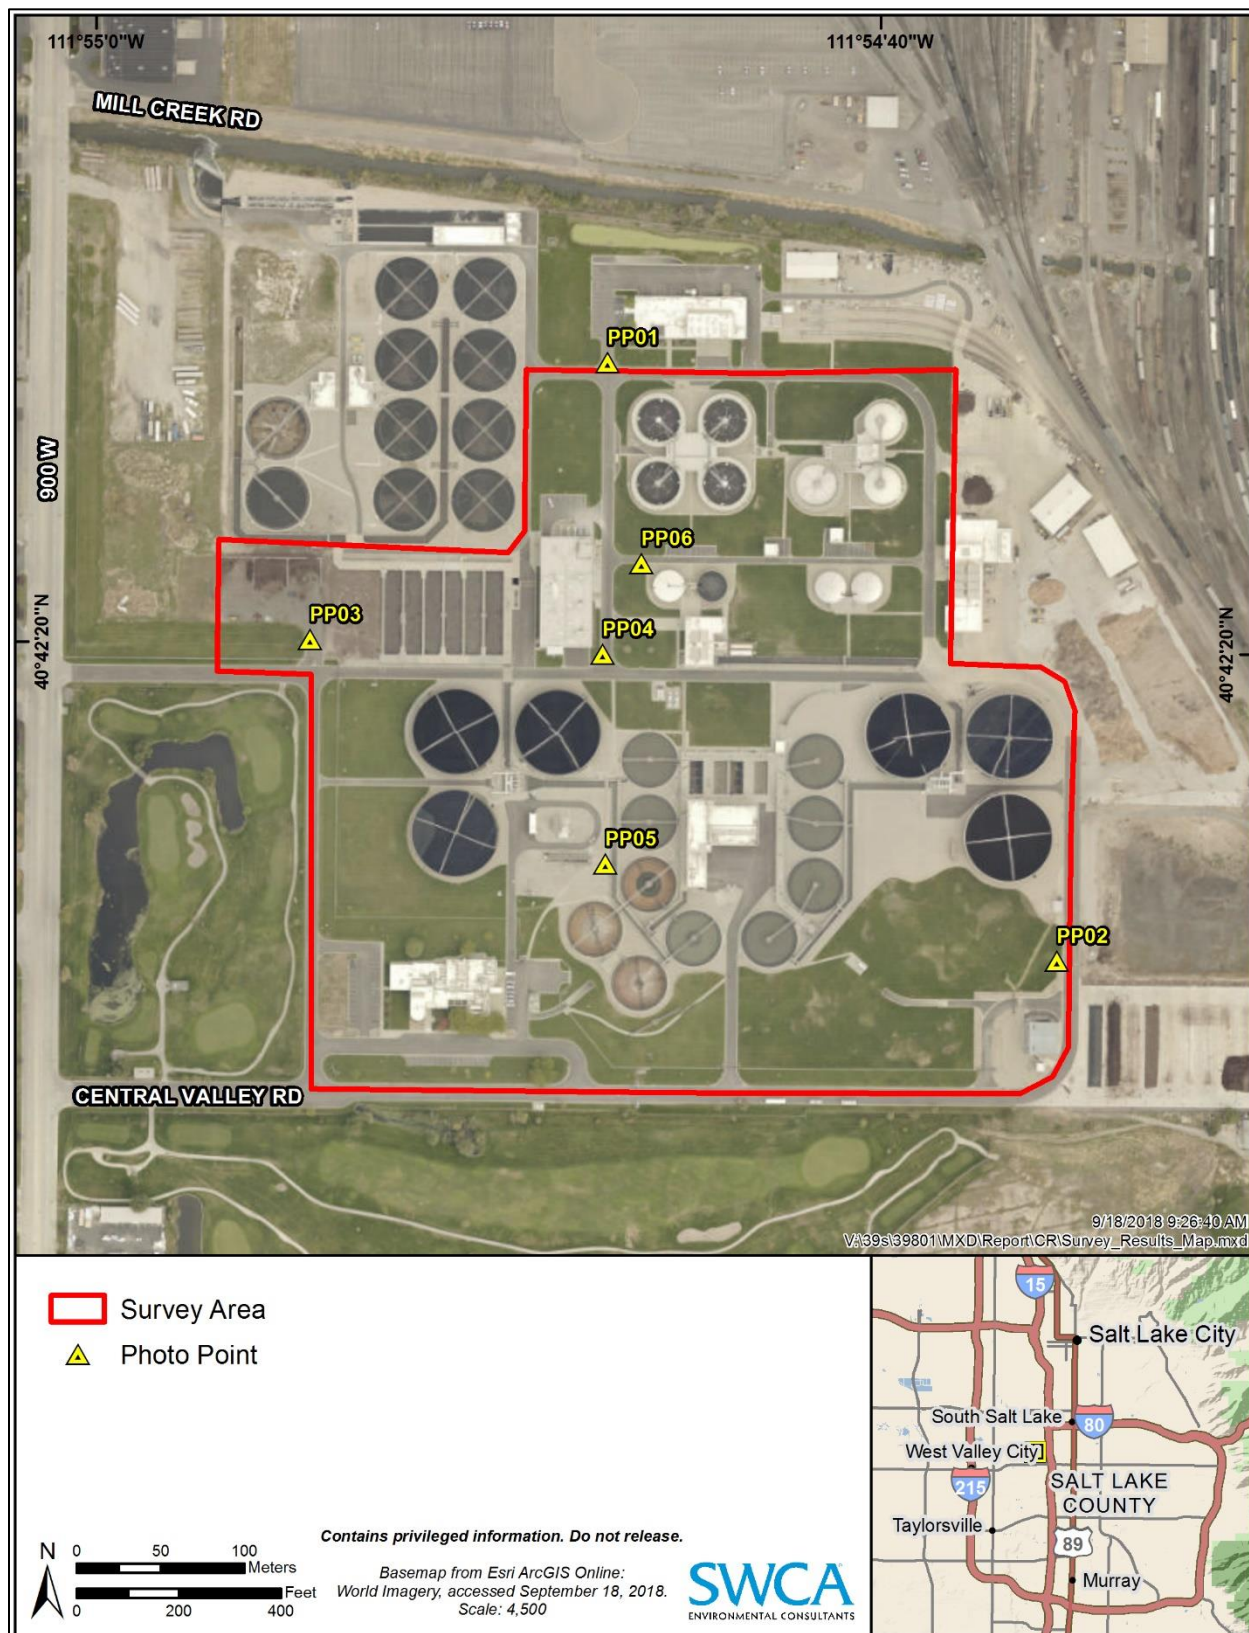 111°55'0"W
111°54'40"W
MILL CREEK RD
PP01
900 W
PP06
PP03
PP04
40°42'20"N
40°42'20"N
PP05
PP02
CENTRAL VALLEY RD
9/18/2018 9:26:40 AM
V:\39s\39801\MXD\Report\CR\Survey_Results_Map.mxd
Survey Area
Photo Point
N
0 50 100
Meters
Feet
0 200 400
Contains privileged information. Do not release.
Basemap from Esri ArcGIS Online:
World Imagery, accessed September 18, 2018.
Scale: 4,500
SWCA
ENVIRONMENTAL CONSULTANTS
15
Salt Lake City
South Salt Lake
80
West Valley City
215
SALT LAKE
COUNTY
Taylorsville
89
Murray